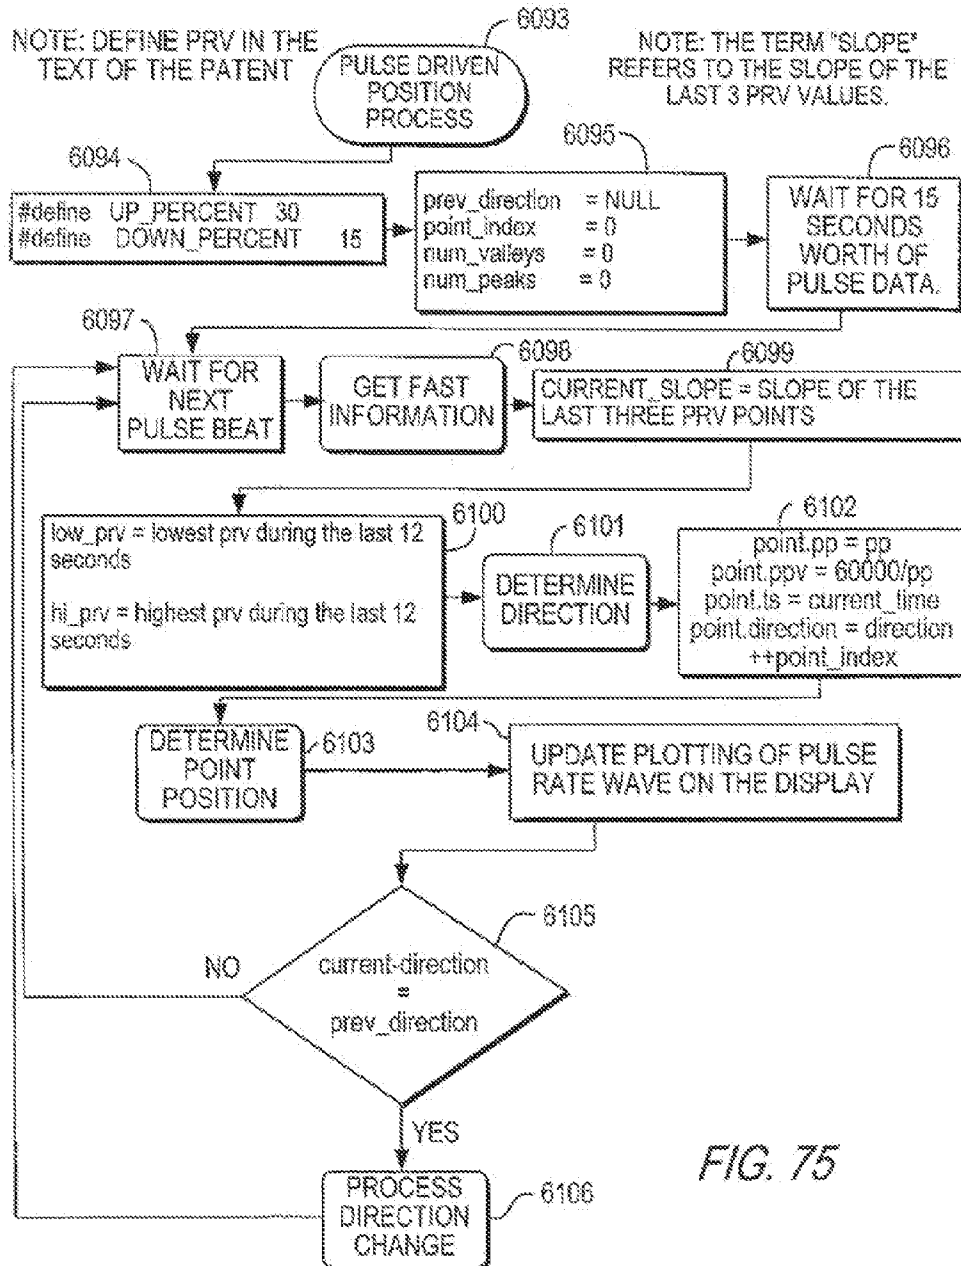 NOTE: DEFINE PRV IN THE
TEXT OF THE PATENT
6093
PULSE DRIVEN
POSITION
PROCESS
NOTE: THE TERM "SLOPE"
REFERS TO THE SLOPE OF THE
LAST 3 PRV VALUES.
6094
#define UP_PERCENT 30
#define DOWN_PERCENT 15
6095
prev_direction = NULL
point_index = 0
num_valleys = 0
num_peaks = 0
6096
WAIT FOR 15
SECONDS
WORTH OF
PULSE DATA.
6097
WAIT FOR
NEXT
PULSE BEAT
6098
GET FAST
INFORMATION
6099
CURRENT_SLOPE = SLOPE OF THE
LAST THREE PRV POINTS
6100
low_prv = lowest prv during the last 12
seconds
hi_prv = highest prv during the last 12
seconds
6101
DETERMINE
DIRECTION
6102
point.pp = pp
point.ppv = 60000/pp
point.ts = current_time
point.direction = direction
++point_index
DETERMINE
POINT
POSITION
6103
6104
UPDATE PLOTTING OF PULSE
RATE WAVE ON THE DISPLAY
6105
current-direction
=
prev_direction
NO
YES
PROCESS
DIRECTION
CHANGE
6106
FIG. 75